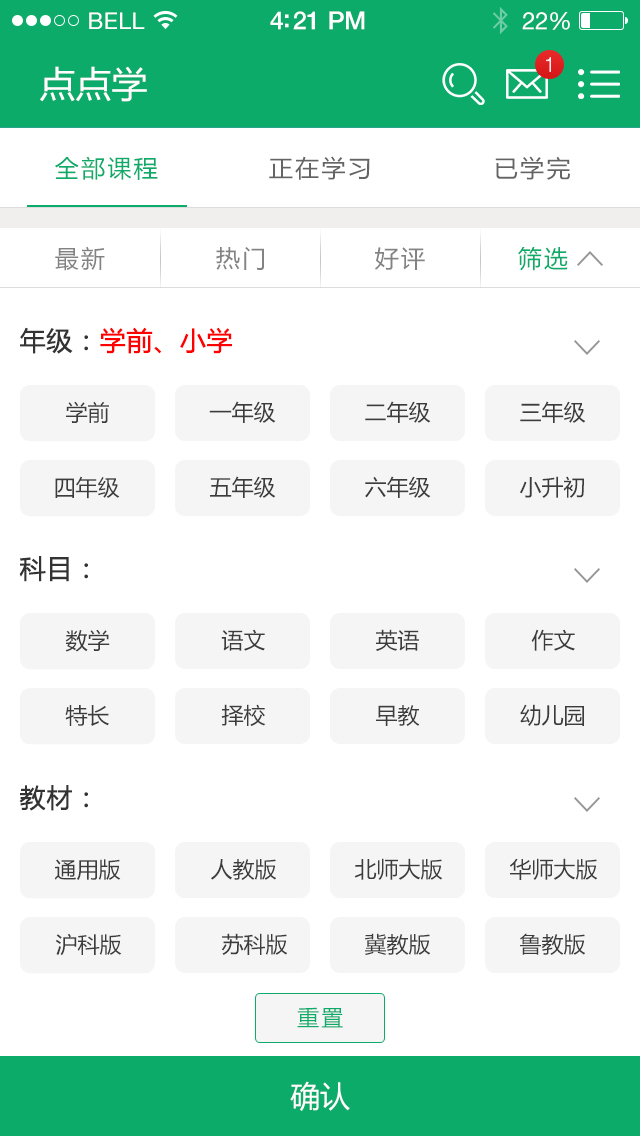 BELL 4:21 PM 22%
点点学 1
全部课程 正在学习 已学完
最新 热门 好评 筛选
年级：学前、小学
学前 一年级 二年级 三年级
四年级 五年级 六年级 小升初
科目：
数学 语文 英语 作文
特长 择校 早教 幼儿园
教材：
通用版 人教版 北师大版 华师大版
沪科版 苏科版 冀教版 鲁教版
重置
确认